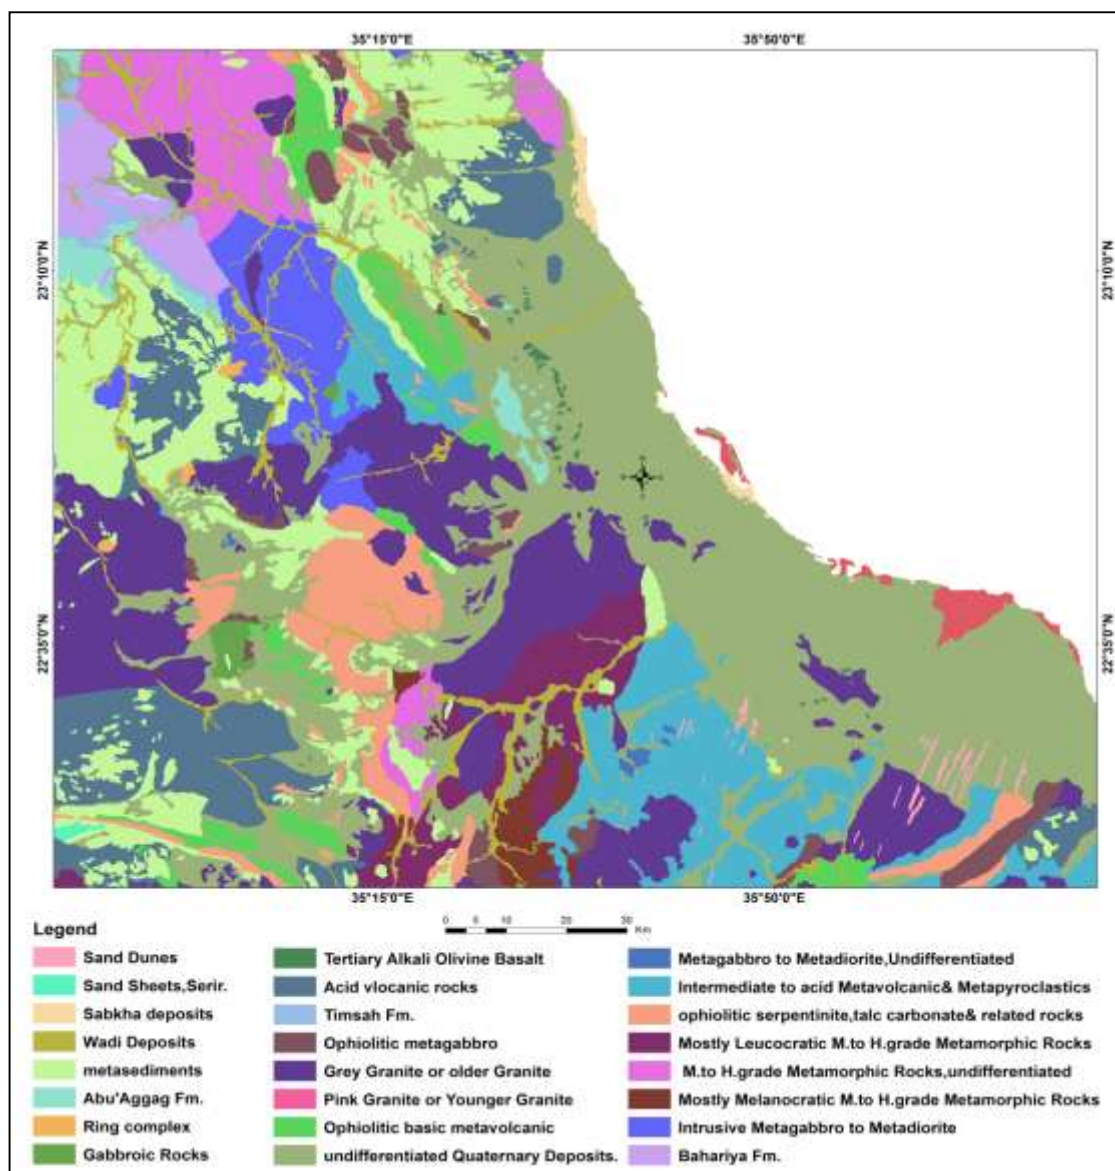 35°15'0"E 35°50'0"E
23°10'0"N 23°10'0"N
22°35'0"N 22°35'0"N
35°15'0"E 35°50'0"E
Legend
0 5 10 20 30
Km
Sand Dunes
Sand Sheets,Serir.
Sabkha deposits
Wadi Deposits
metasediments
Abu'Aggag Fm.
Ring complex
Gabbroic Rocks
Tertiary Alkali Olivine Basalt
Acid vlocanic rocks
Timsah Fm.
Ophiolitic metagabbro
Grey Granite or older Granite
Pink Granite or Younger Granite
Ophiolitic basic metavolcanic
undifferentiated Quaternary Deposits.
Metagabbro to Metadiorite,Undifferentiated
Intermediate to acid Metavolcanic& Metapyroclastics
ophiolitic serpentinite,talc carbonate& related rocks
Mostly Leucocratic M.to H.grade Metamorphic Rocks
M.to H.grade Metamorphic Rocks,undifferentiated
Mostly Melanocratic M.to H.grade Metamorphic Rocks
Intrusive Metagabbro to Metadiorite
Bahariya Fm.